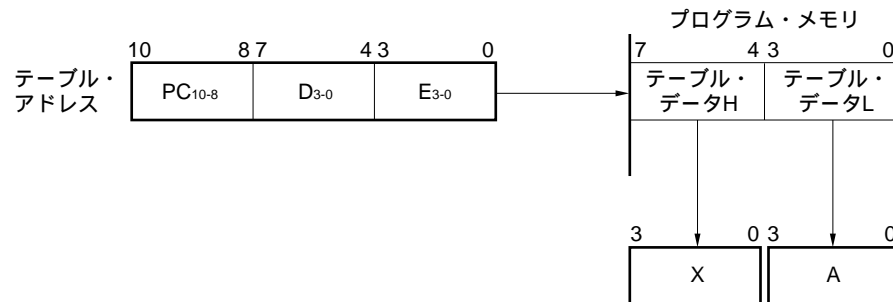 プログラム・メモリ
10 8 7 4 3 0
7 4 3 0
テーブル・
アドレス
PC10-8
D3-0
E3-0
テーブル・
データH
テーブル・
データL
3 0 3 0
X
A